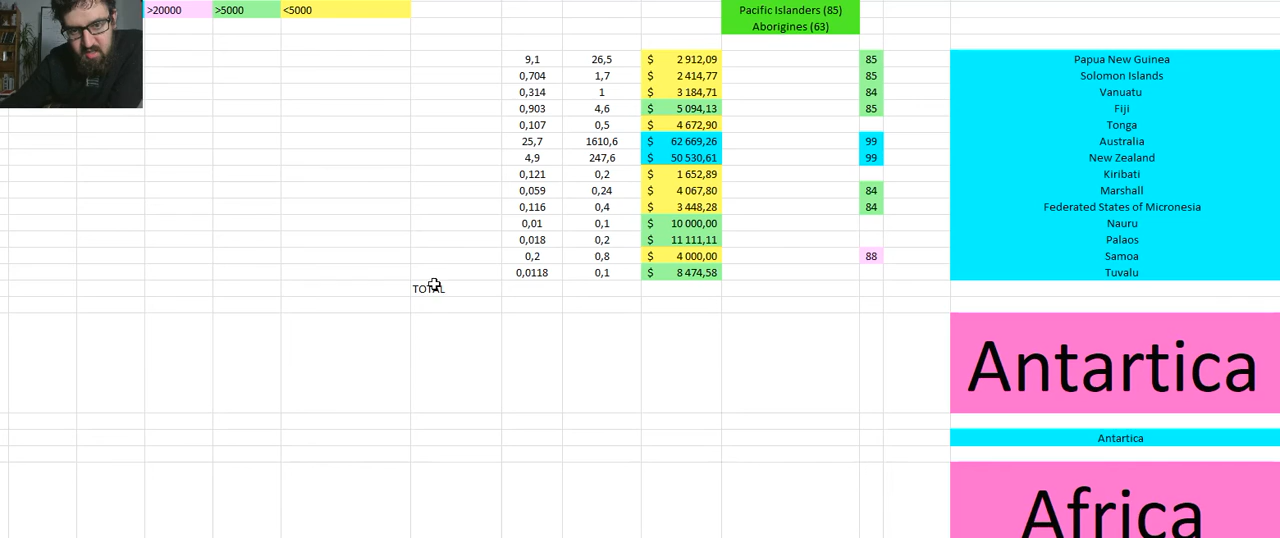 >20000 >5000 <5000 Pacific Islanders (85)
Aborigines (63)
9,1 26,5 $ 2 912,09 85 Papua New Guinea
0,704 1,7 $ 2 414,77 85 Solomon Islands
0,314 1 $ 3 184,71 84 Vanuatu
0,903 4,6 $ 5 094,13 85 Fiji
0,107 0,5 $ 4 672,90 Tonga
25,7 1610,6 $ 62 669,26 99 Australia
4,9 247,6 $ 50 530,61 99 New Zealand
0,121 0,2 $ 1 652,89 Kiribati
0,059 0,24 $ 4 067,80 84 Marshall
0,116 0,4 $ 3 448,28 84 Federated States of Micronesia
0,01 0,1 $ 10 000,00 Nauru
0,018 0,2 $ 11 111,11 Palaos
0,2 0,8 $ 4 000,00 88 Samoa
0,0118 0,1 $ 8 474,58 Tuvalu
TOTAL
Antartica
Antartica
Africa